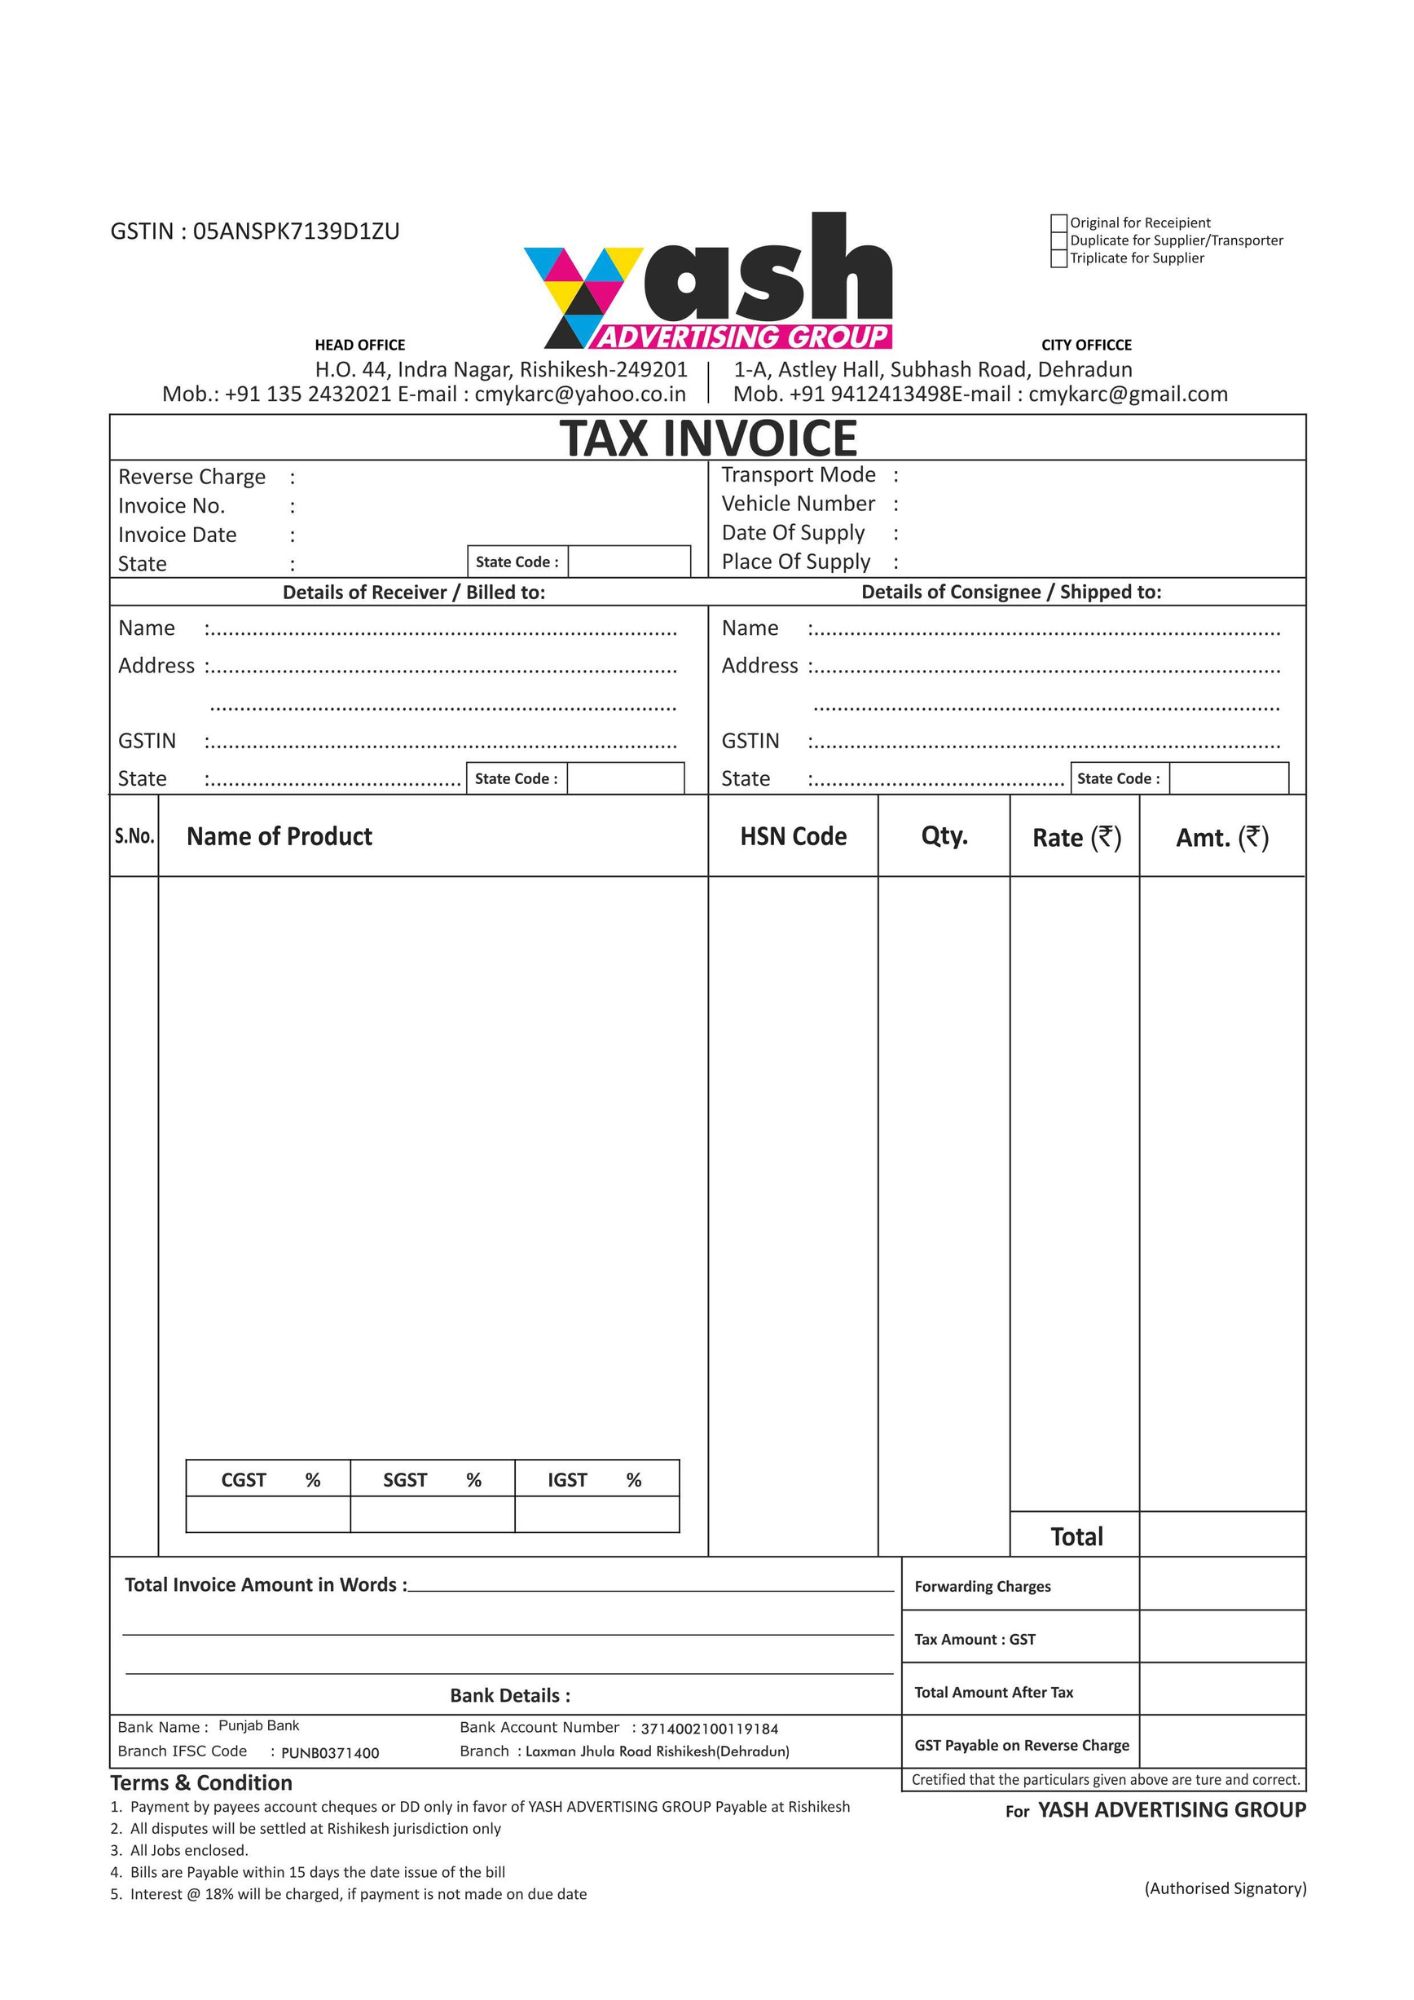 GSTIN : 05ANSPK7139D1ZU
Original for Receipient
Duplicate for Supplier/Transporter
Triplicate for Supplier
yash
ADVERTISING GROUP
HEAD OFFICE
CITY OFFICCE
H.O. 44, Indra Nagar, Rishikesh-249201
1-A, Astley Hall, Subhash Road, Dehradun
Mob.: +91 135 2432021 E-mail : cmykarc@yahoo.co.in
Mob. +91 9412413498E-mail : cmykarc@gmail.com
TAX INVOICE
Reverse Charge :
Invoice No. :
Invoice Date :
State : State Code :
Transport Mode :
Vehicle Number :
Date Of Supply :
Place Of Supply :
Details of Receiver / Billed to:
Details of Consignee / Shipped to:
Name :
Address :
GSTIN :
State : State Code :
Name :
Address :
GSTIN :
State : State Code :
S.No. Name of Product HSN Code Qty. Rate (₹) Amt. (₹)
CGST % SGST % IGST %
Total
Total Invoice Amount in Words :
Forwarding Charges
Tax Amount : GST
Total Amount After Tax
GST Payable on Reverse Charge
Bank Details :
Bank Name : Punjab Bank Bank Account Number : 3714002100119184
Branch IFSC Code : PUNB0371400 Branch : Laxman Jhula Road Rishikesh(Dehradun)
Cretified that the particulars given above are ture and correct.
Terms & Condition
1. Payment by payees account cheques or DD only in favor of YASH ADVERTISING GROUP Payable at Rishikesh
2. All disputes will be settled at Rishikesh jurisdiction only
3. All Jobs enclosed.
4. Bills are Payable within 15 days the date issue of the bill
5. Interest @ 18% will be charged, if payment is not made on due date
For YASH ADVERTISING GROUP
(Authorised Signatory)